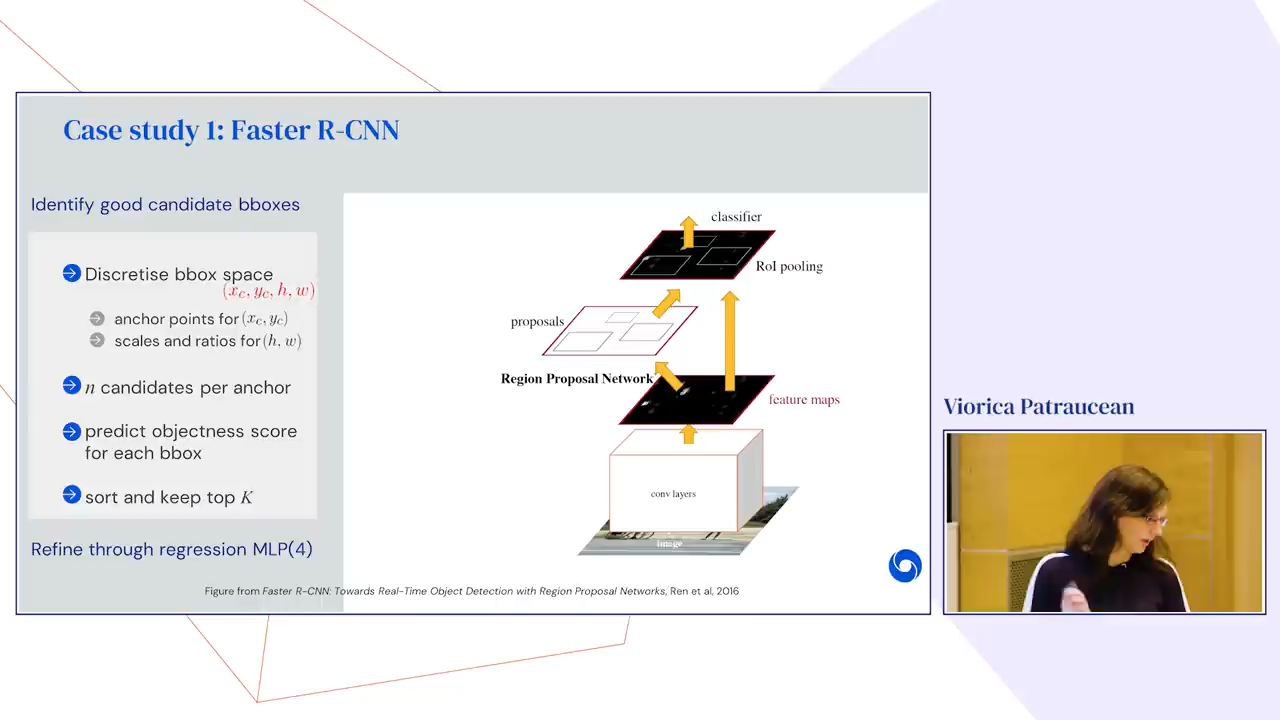 Case study 1: Faster R-CNN
Identify good candidate bboxes
Discretise bbox space
(x_c, y_c, h, w)
anchor points for (x_c, y_c)
scales and ratios for (h, w)
n candidates per anchor
predict objectness score
for each bbox
sort and keep top K
Refine through regression MLP(4)
classifier
RoI pooling
proposals
Region Proposal Network
feature maps
conv layers
image
Figure from Faster R-CNN: Towards Real-Time Object Detection with Region Proposal Networks, Ren et al, 2016
Viorica Patraucean